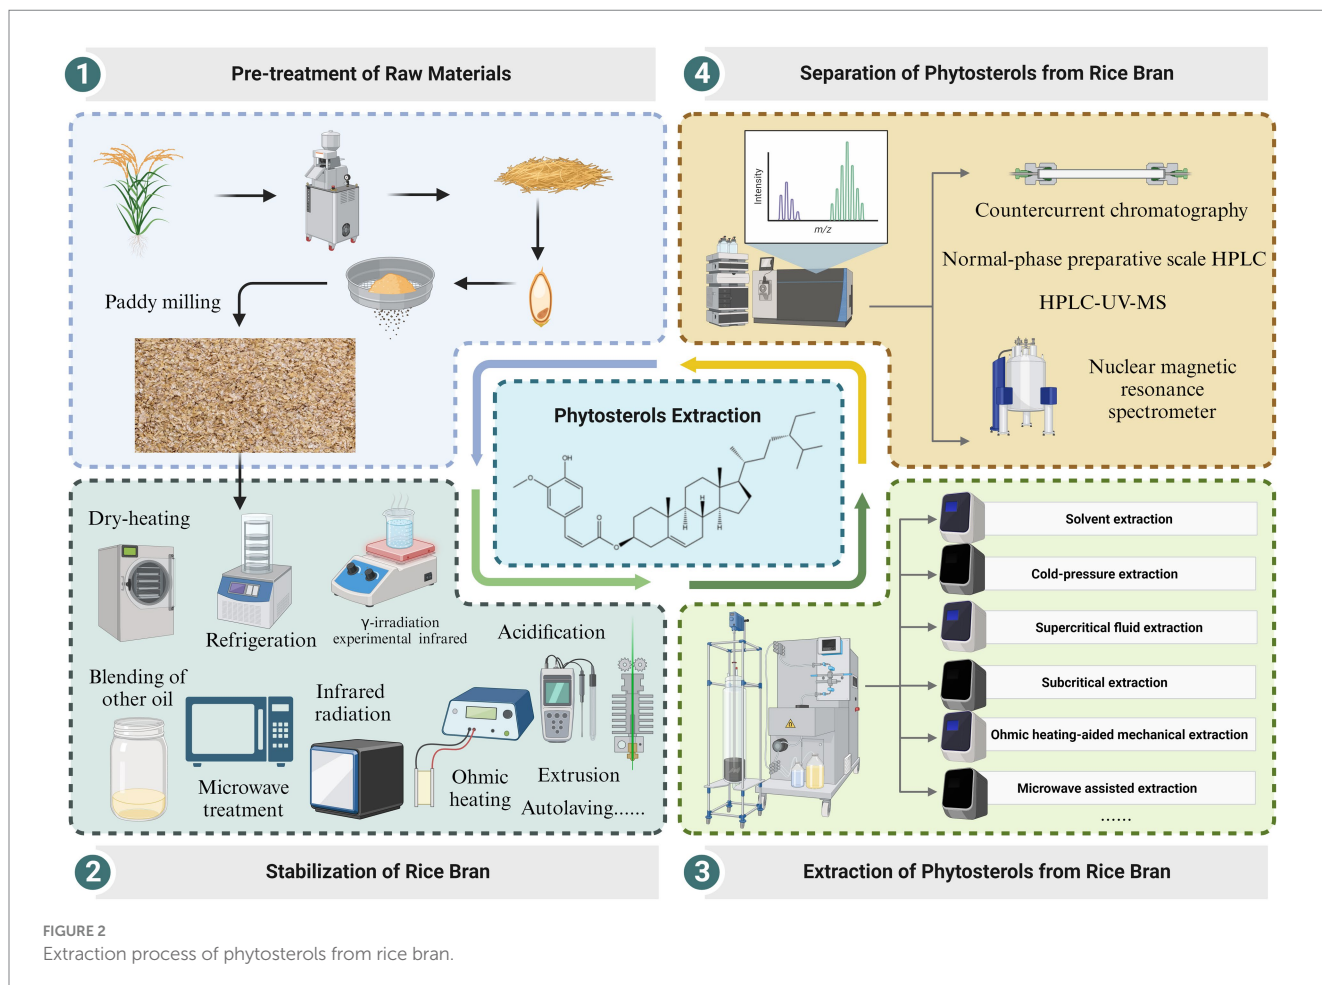 1
Pre-treatment of Raw Materials
Paddy milling
4
Separation of Phytosterols from Rice Bran
Intensity
m/z
Countercurrent chromatography
Normal-phase preparative scale HPLC
HPLC-UV-MS
Nuclear magnetic
resonance
spectrometer
Phytosterols Extraction
OH
O
O
O
H
H
H
Dry-heating
Refrigeration
γ-irradiation
experimental infrared
Acidification
Blending of
other oil
Microwave
treatment
Infrared
radiation
Ohmic
heating
Extrusion
Autolaving......
Solvent extraction
Cold-pressure extraction
Supercritical fluid extraction
Subcritical extraction
Ohmic heating-aided mechanical extraction
Microwave assisted extraction
......
2
Stabilization of Rice Bran
3
Extraction of Phytosterols from Rice Bran
FIGURE 2
Extraction process of phytosterols from rice bran.